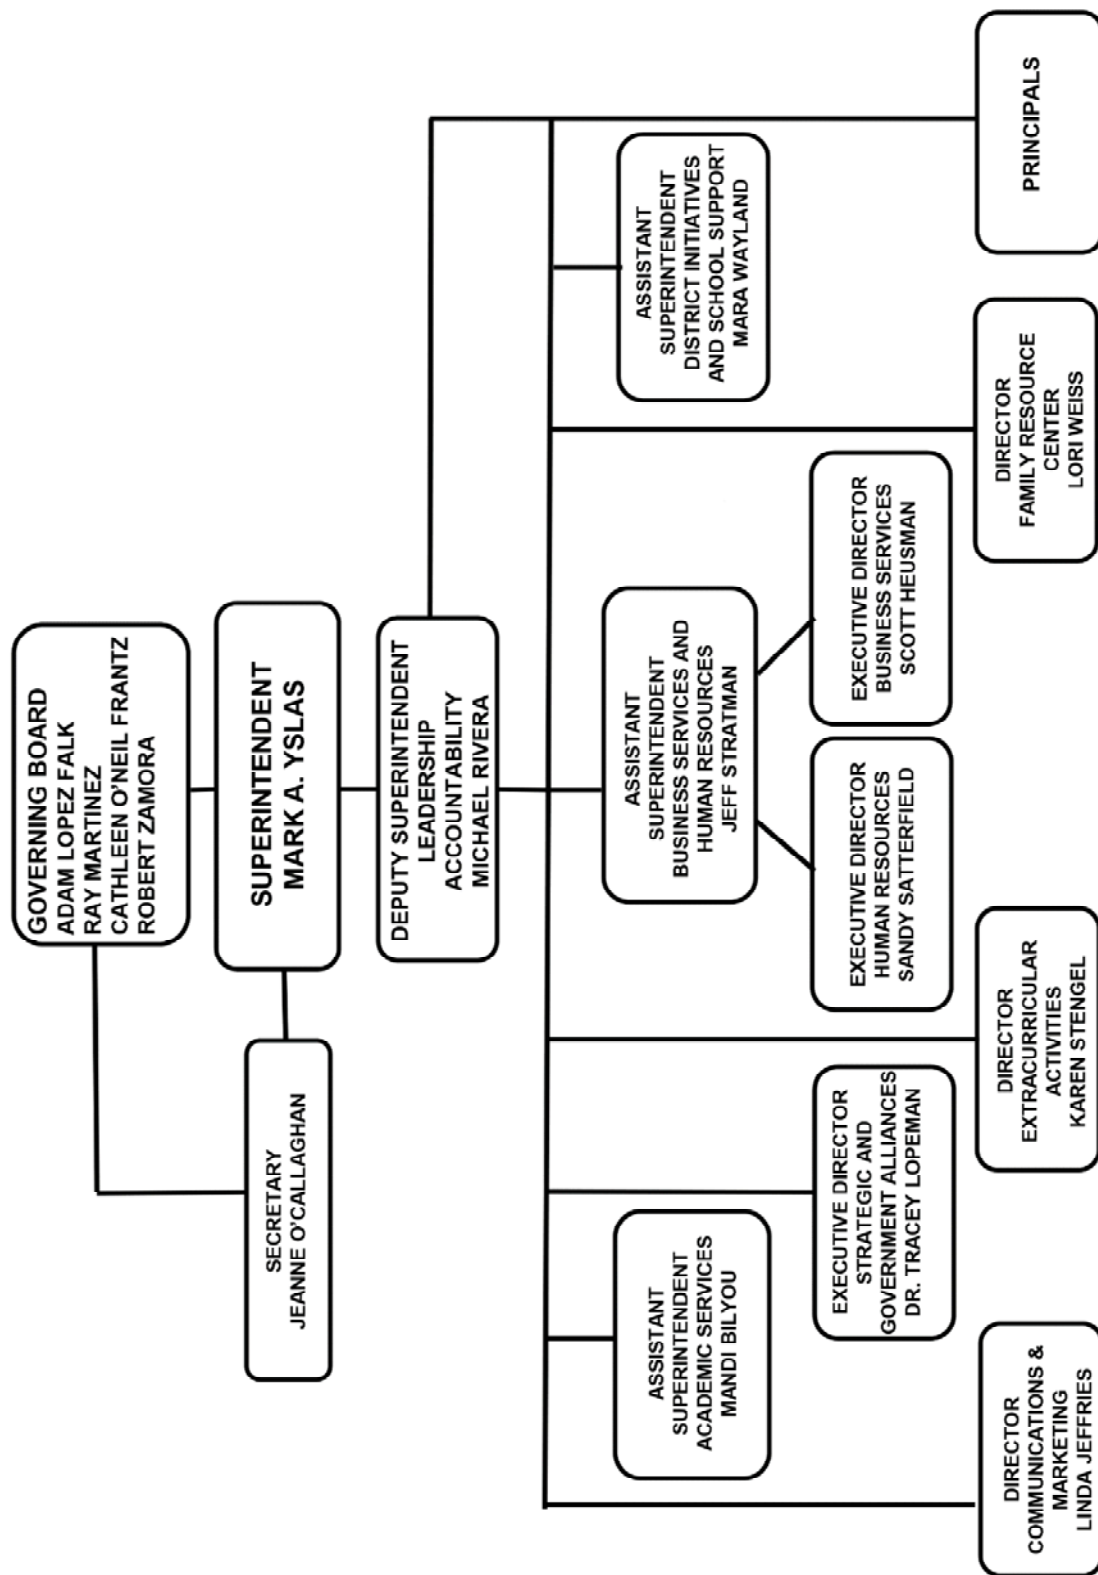 GOVERNING BOARD
ADAM LOPEZ FALK
RAY MARTINEZ
CATHLEEN O'NEIL FRANTZ
ROBERT ZAMORA
SECRETARY
JEANNE O'CALLAGHAN
SUPERINTENDENT
MARK A. YSLAS
DEPUTY SUPERINTENDENT
LEADERSHIP
ACCOUNTABILITY
MICHAEL RIVERA
ASSISTANT
SUPERINTENDENT
ACADEMIC SERVICES
MANDI BILYOU
ASSISTANT
SUPERINTENDENT
BUSINESS SERVICES AND
HUMAN RESOURCES
JEFF STRATMAN
ASSISTANT
SUPERINTENDENT
DISTRICT INITIATIVES
AND SCHOOL SUPPORT
MARA WAYLAND
EXECUTIVE DIRECTOR
STRATEGIC AND
GOVERNMENT ALLIANCES
DR. TRACEY LOPEMAN
EXECUTIVE DIRECTOR
HUMAN RESOURCES
SANDY SATTERFIELD
EXECUTIVE DIRECTOR
BUSINESS SERVICES
SCOTT HEUSMAN
DIRECTOR
COMMUNICATIONS &
MARKETING
LINDA JEFFRIES
DIRECTOR
EXTRACURRICULAR
ACTIVITIES
KAREN STENGEL
DIRECTOR
FAMILY RESOURCE
CENTER
LORI WEISS
PRINCIPALS